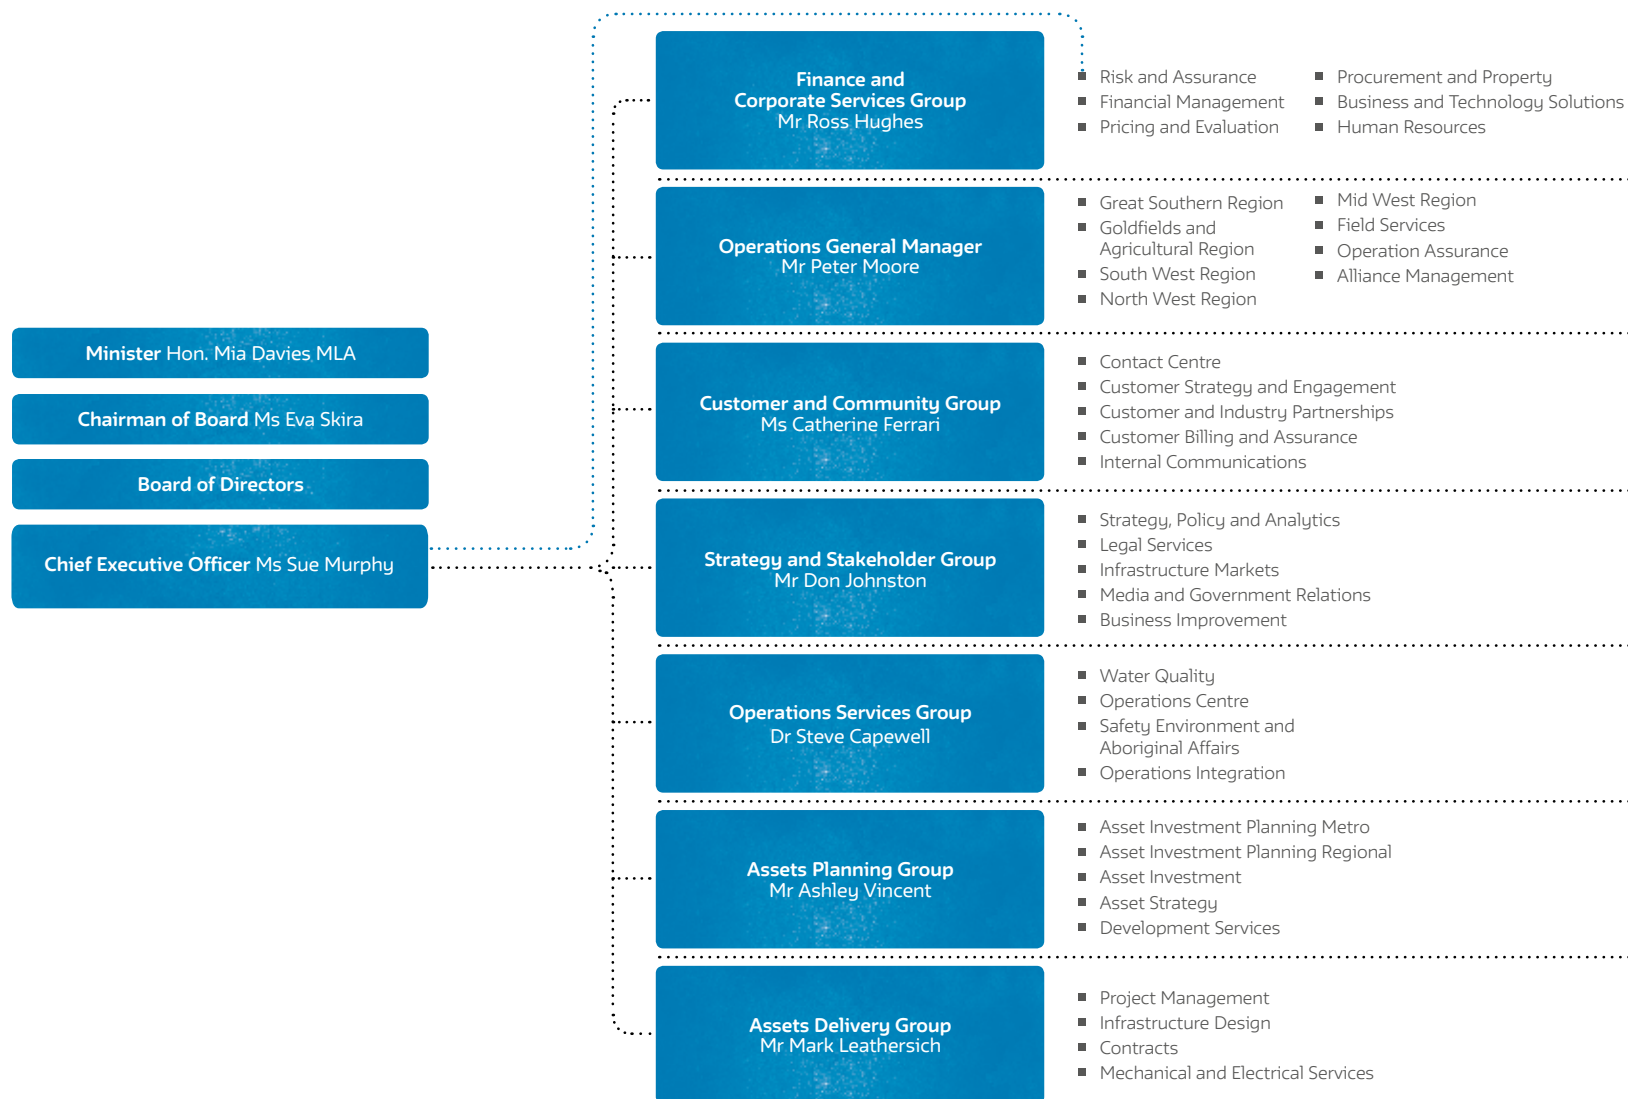 Minister Hon. Mia Davies MLA
Chairman of Board Ms Eva Skira
Board of Directors
Chief Executive Officer Ms Sue Murphy
Finance and
Corporate Services Group
Mr Ross Hughes
Risk and Assurance
Financial Management
Pricing and Evaluation
Procurement and Property
Business and Technology Solutions
Human Resources
Operations General Manager
Mr Peter Moore
Great Southern Region
Goldfields and
Agricultural Region
South West Region
North West Region
Mid West Region
Field Services
Operation Assurance
Alliance Management
Customer and Community Group
Ms Catherine Ferrari
Contact Centre
Customer Strategy and Engagement
Customer and Industry Partnerships
Customer Billing and Assurance
Internal Communications
Strategy and Stakeholder Group
Mr Don Johnston
Strategy, Policy and Analytics
Legal Services
Infrastructure Markets
Media and Government Relations
Business Improvement
Operations Services Group
Dr Steve Capewell
Water Quality
Operations Centre
Safety Environment and
Aboriginal Affairs
Operations Integration
Assets Planning Group
Mr Ashley Vincent
Asset Investment Planning Metro
Asset Investment Planning Regional
Asset Investment
Asset Strategy
Development Services
Assets Delivery Group
Mr Mark Leathersich
Project Management
Infrastructure Design
Contracts
Mechanical and Electrical Services